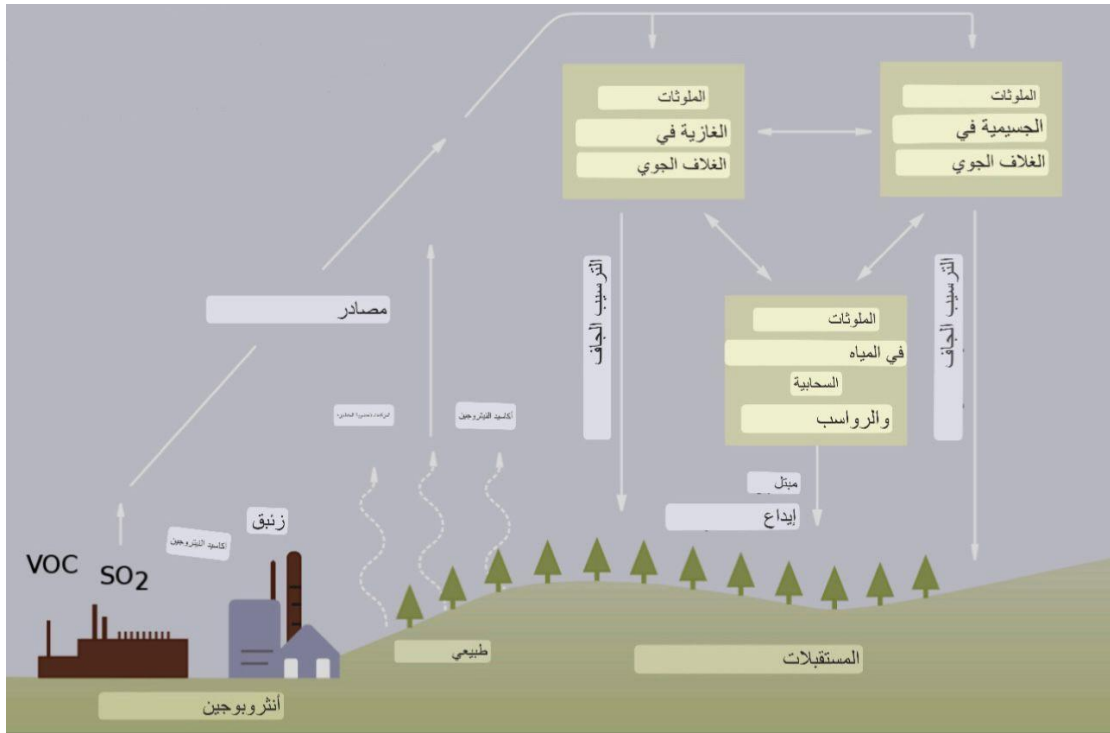 الملوثات
الغازية في
الغلاف الجوي
الملوثات
الجسيمية في
الغلاف الجوي
مصادر
الترسيب الجاف
الترسيب الجاف
الملوثات
في المياه
السحابية
والرواسب
أكاسيد النيتروجين
مبتل
إيداع
زئبق
أكاسيد النيتروجين
VOC
SO2
طبيعي
المستقبلات
أنثروبوجين